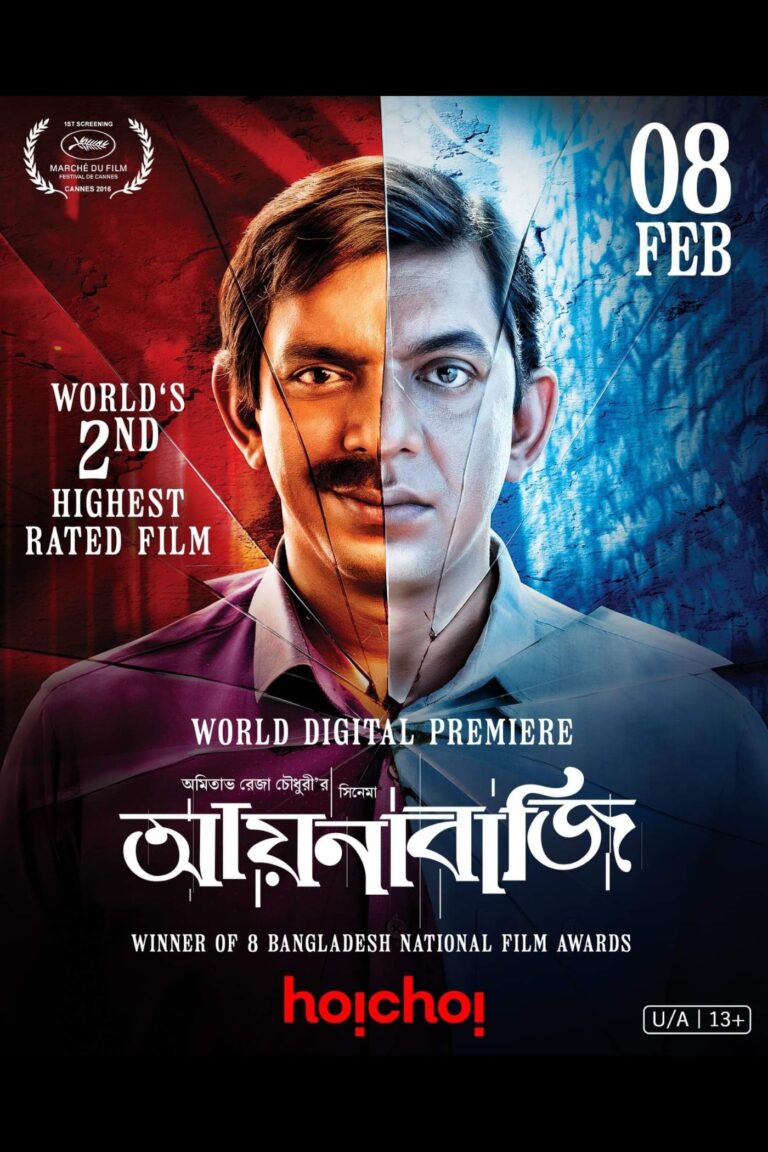 1ST SCREENING
MARCHÉ DU FILM
FESTIVAL DE CANNES
CANNES 2016
08
FEB
WORLD‘S
2ND
HIGHEST
RATED FILM
WORLD DIGITAL PREMIERE
অমিতাভ রেজা চৌধুরী'র সিনেমা
আয়নাবাজি
WINNER OF 8 BANGLADESH NATIONAL FILM AWARDS
hoichoi
U/A | 13+